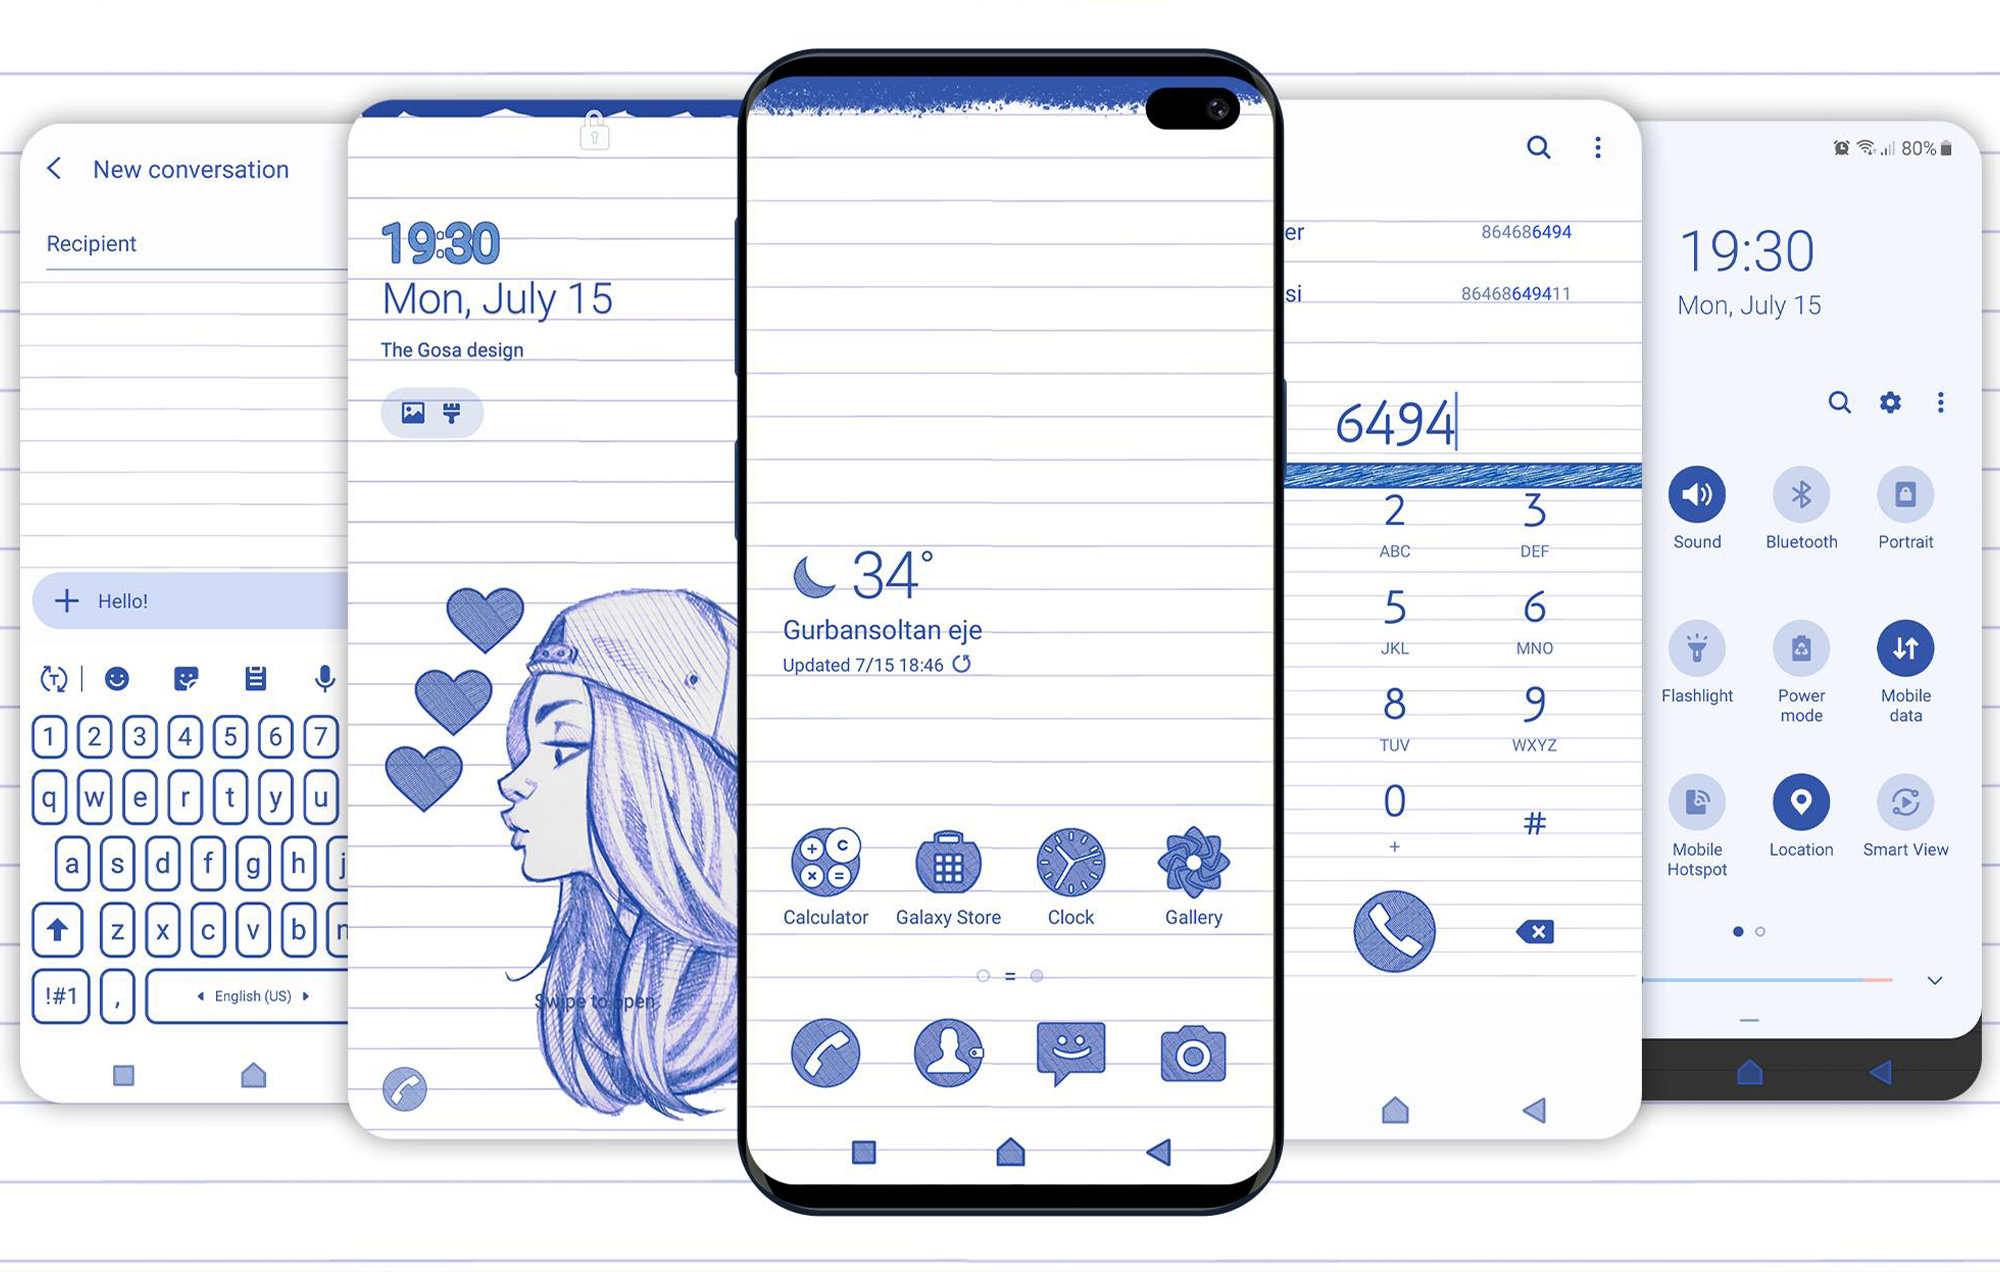 New conversation
Recipient
Hello!
1 2 3 4 5 6 7
q w e r t y u
a s d f g h j
z x c v b n
!#1 , English (US)
19:30
Mon, July 15
The Gosa design
Swipe to open
34°
Gurbansoltan eje
Updated 7/15 18:46
+ C
× =
Calculator Galaxy Store Clock Gallery
er 864686494
si 86468649411
6494
2 3
ABC DEF
5 6
JKL MNO
8 9
TUV WXYZ
0 #
+
80%
19:30
Mon, July 15
Sound Bluetooth Portrait
Flashlight Power mode Mobile data
Mobile Hotspot Location Smart View